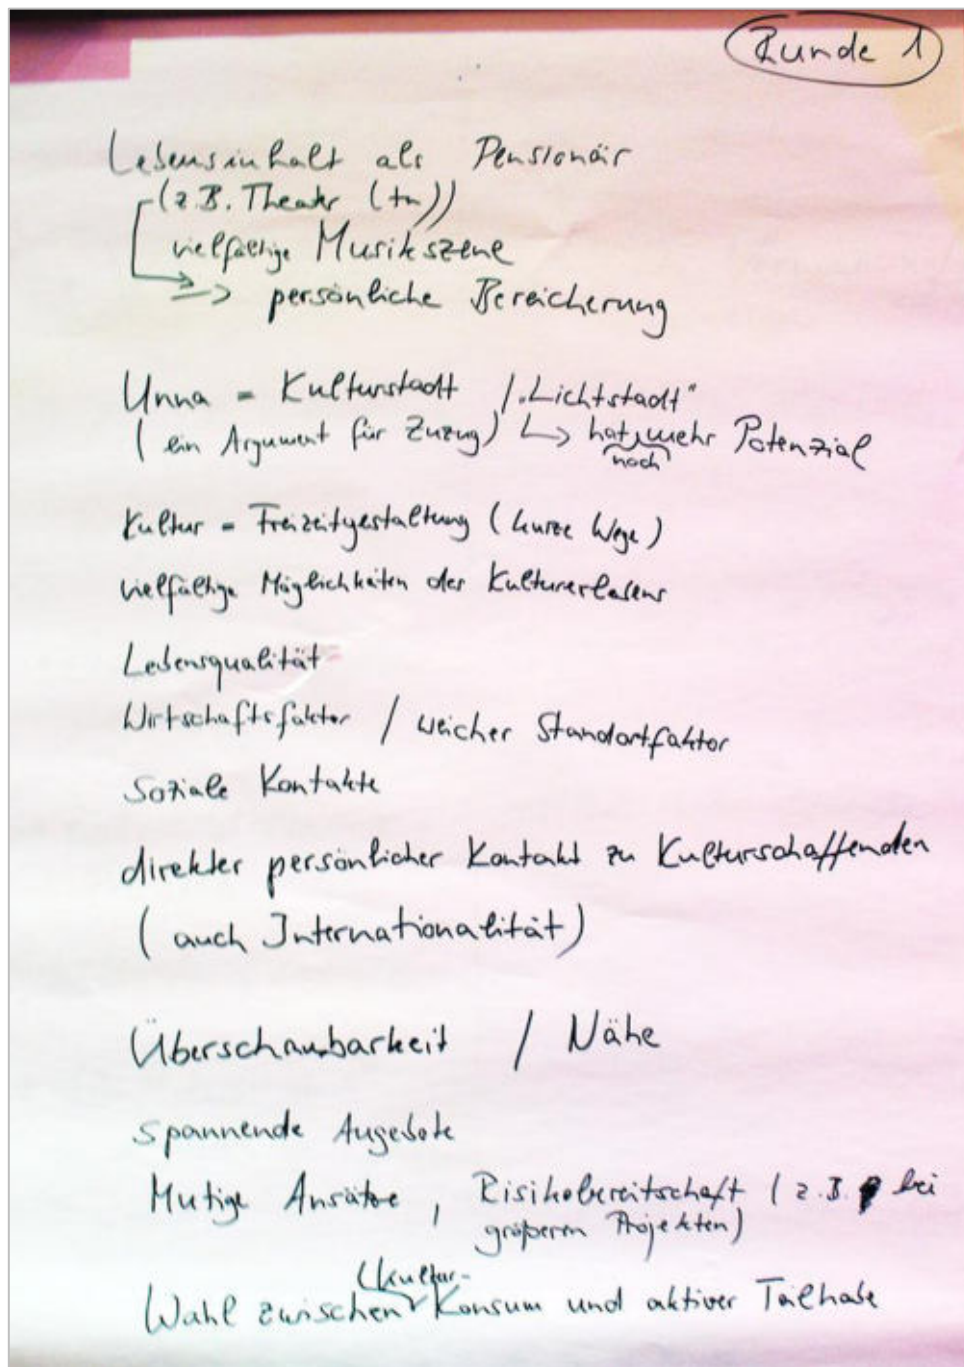 Runde 1
Lebensinhalt als Pensionär
(z.B. Theater (tn))
vielfältige Musikszene
=> persönliche Bereicherung
Unna = Kulturstadt / "Lichtstadt"
(ein Argument für Zuzug) ↳ hat noch mehr Potenzial
Kultur = Freizeitgestaltung (kurze Wege)
vielfältige Möglichkeiten des Kulturerlebens
Lebensqualität
Wirtschaftsfaktor / weicher Standortfaktor
Soziale Kontakte
direkter persönlicher Kontakt zu Kulturschaffenden
(auch Internationalität)
Überschaubarkeit / Nähe
spannende Angebote
Mutige Ansätze, Risikobereitschaft (z.B. bei
größeren Projekten)
Wahl zwischen (Kultur-Konsum und aktiver Teilhabe